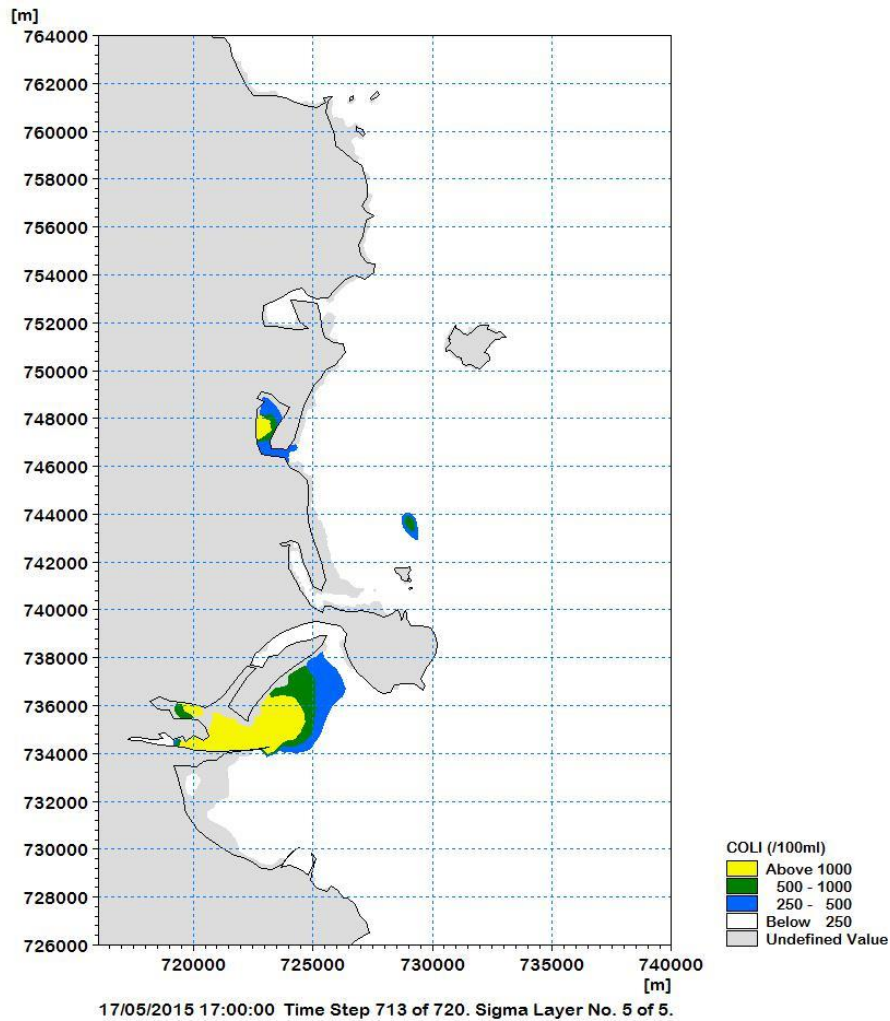 [m]
764000
762000
760000
758000
756000
754000
752000
750000
748000
746000
744000
742000
740000
738000
736000
734000
732000
730000
728000
726000
720000 725000 730000 735000 740000
[m]
17/05/2015 17:00:00 Time Step 713 of 720. Sigma Layer No. 5 of 5.
COLI (/100ml)
Above 1000
500 - 1000
250 - 500
Below 250
Undefined Value